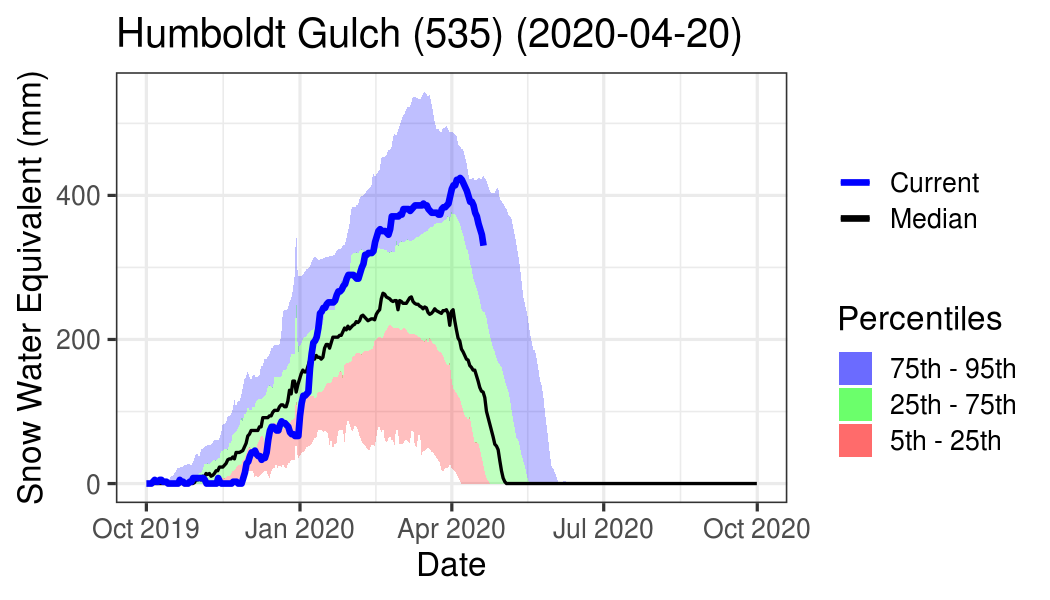 Humboldt Gulch (535) (2020-04-20)
Snow Water Equivalent (mm)
400
200
0
Oct 2019
Jan 2020
Apr 2020
Jul 2020
Oct 2020
Date
Current
Median
Percentiles
75th - 95th
25th - 75th
5th - 25th